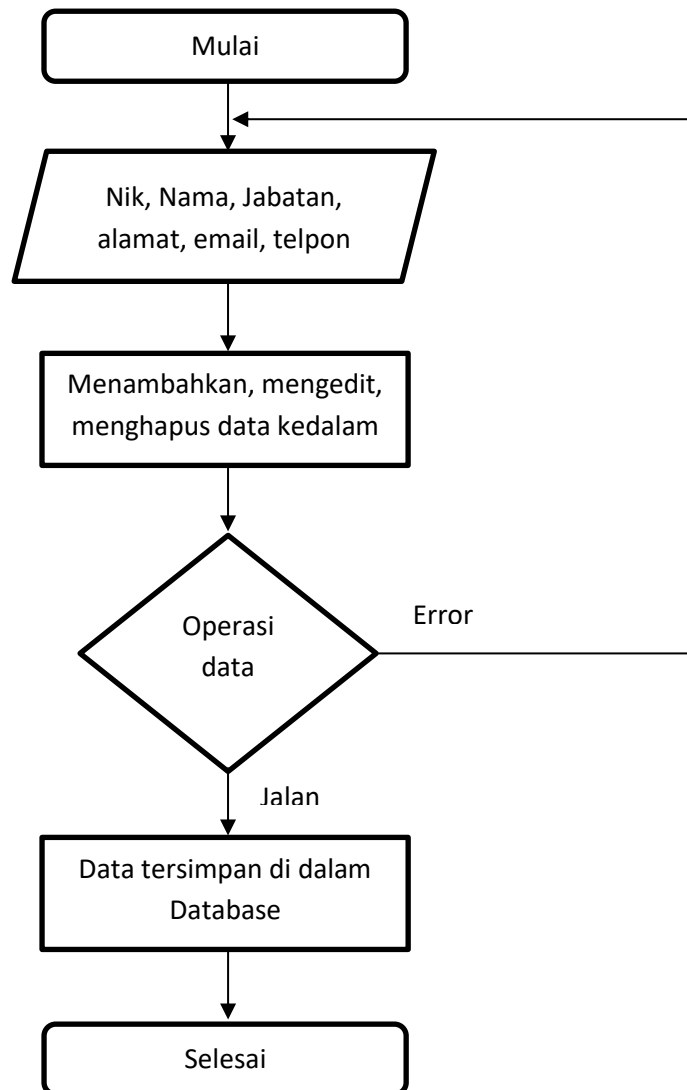 Mulai
Nik, Nama, Jabatan,
alamat, email, telpon
Menambahkan, mengedit,
menghapus data kedalam
Operasi
data
Error
Jalan
Data tersimpan di dalam
Database
Selesai